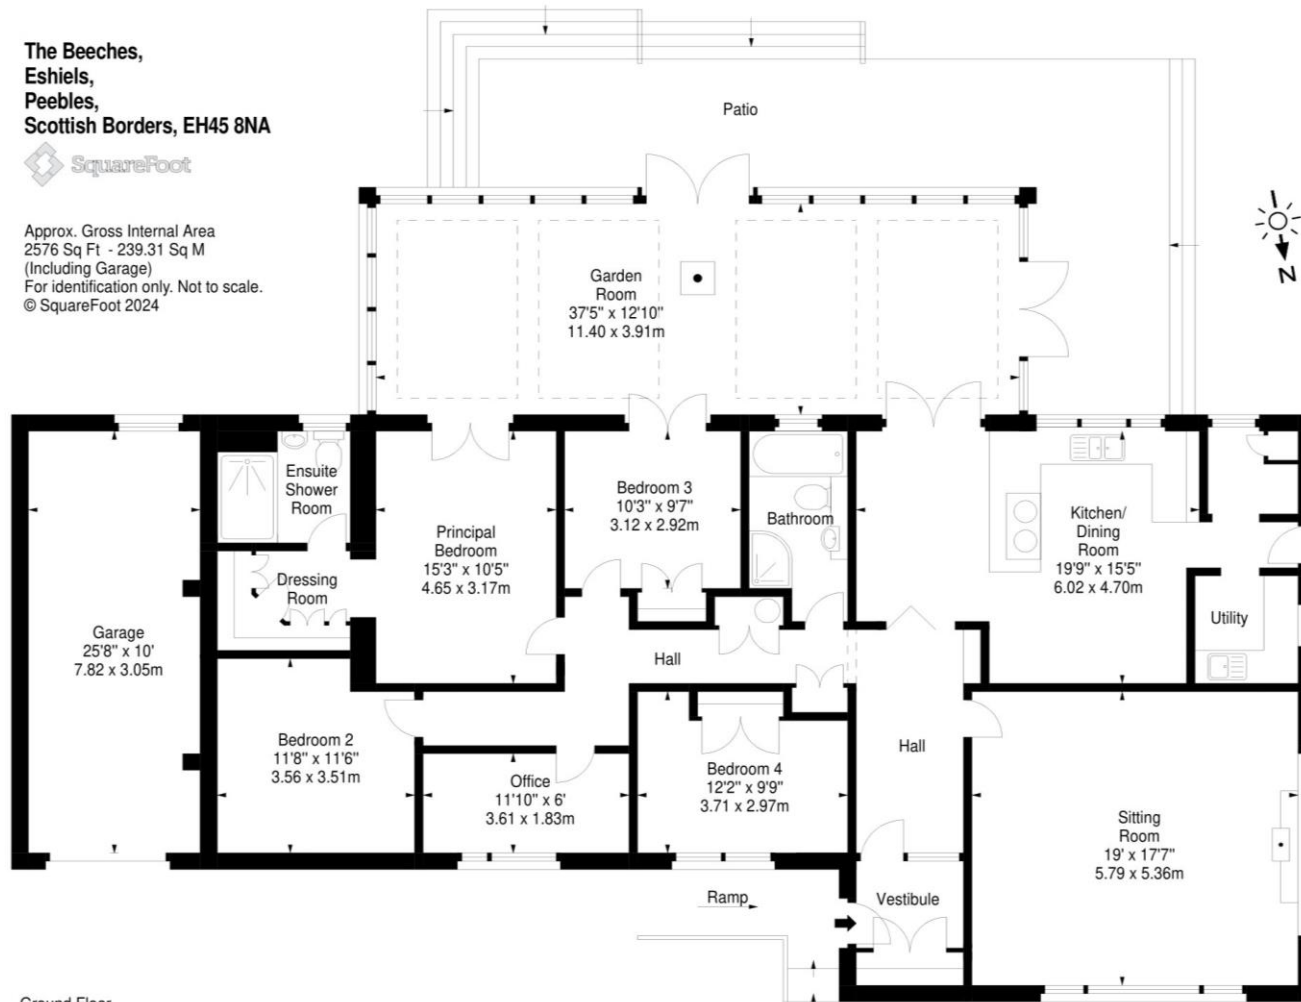 The Beeches,
Eshiels,
Peebles,
Scottish Borders, EH45 8NA
SquareFoot
Approx. Gross Internal Area
2576 Sq Ft - 239.31 Sq M
(Including Garage)
For identification only. Not to scale.
© SquareFoot 2024
Patio
N
Garden
Room
37'5" x 12'10"
11.40 x 3.91m
Ensuite
Shower
Room
Dressing
Room
Principal
Bedroom
15'3" x 10'5"
4.65 x 3.17m
Bedroom 3
10'3" x 9'7"
3.12 x 2.92m
Bathroom
Kitchen/
Dining
Room
19'9" x 15'5"
6.02 x 4.70m
Utility
Garage
25'8" x 10'
7.82 x 3.05m
Hall
Bedroom 2
11'8" x 11'6"
3.56 x 3.51m
Office
11'10" x 6'
3.61 x 1.83m
Bedroom 4
12'2" x 9'9"
3.71 x 2.97m
Hall
Sitting
Room
19' x 17'7"
5.79 x 5.36m
Ramp
Vestibule
Ground Floor